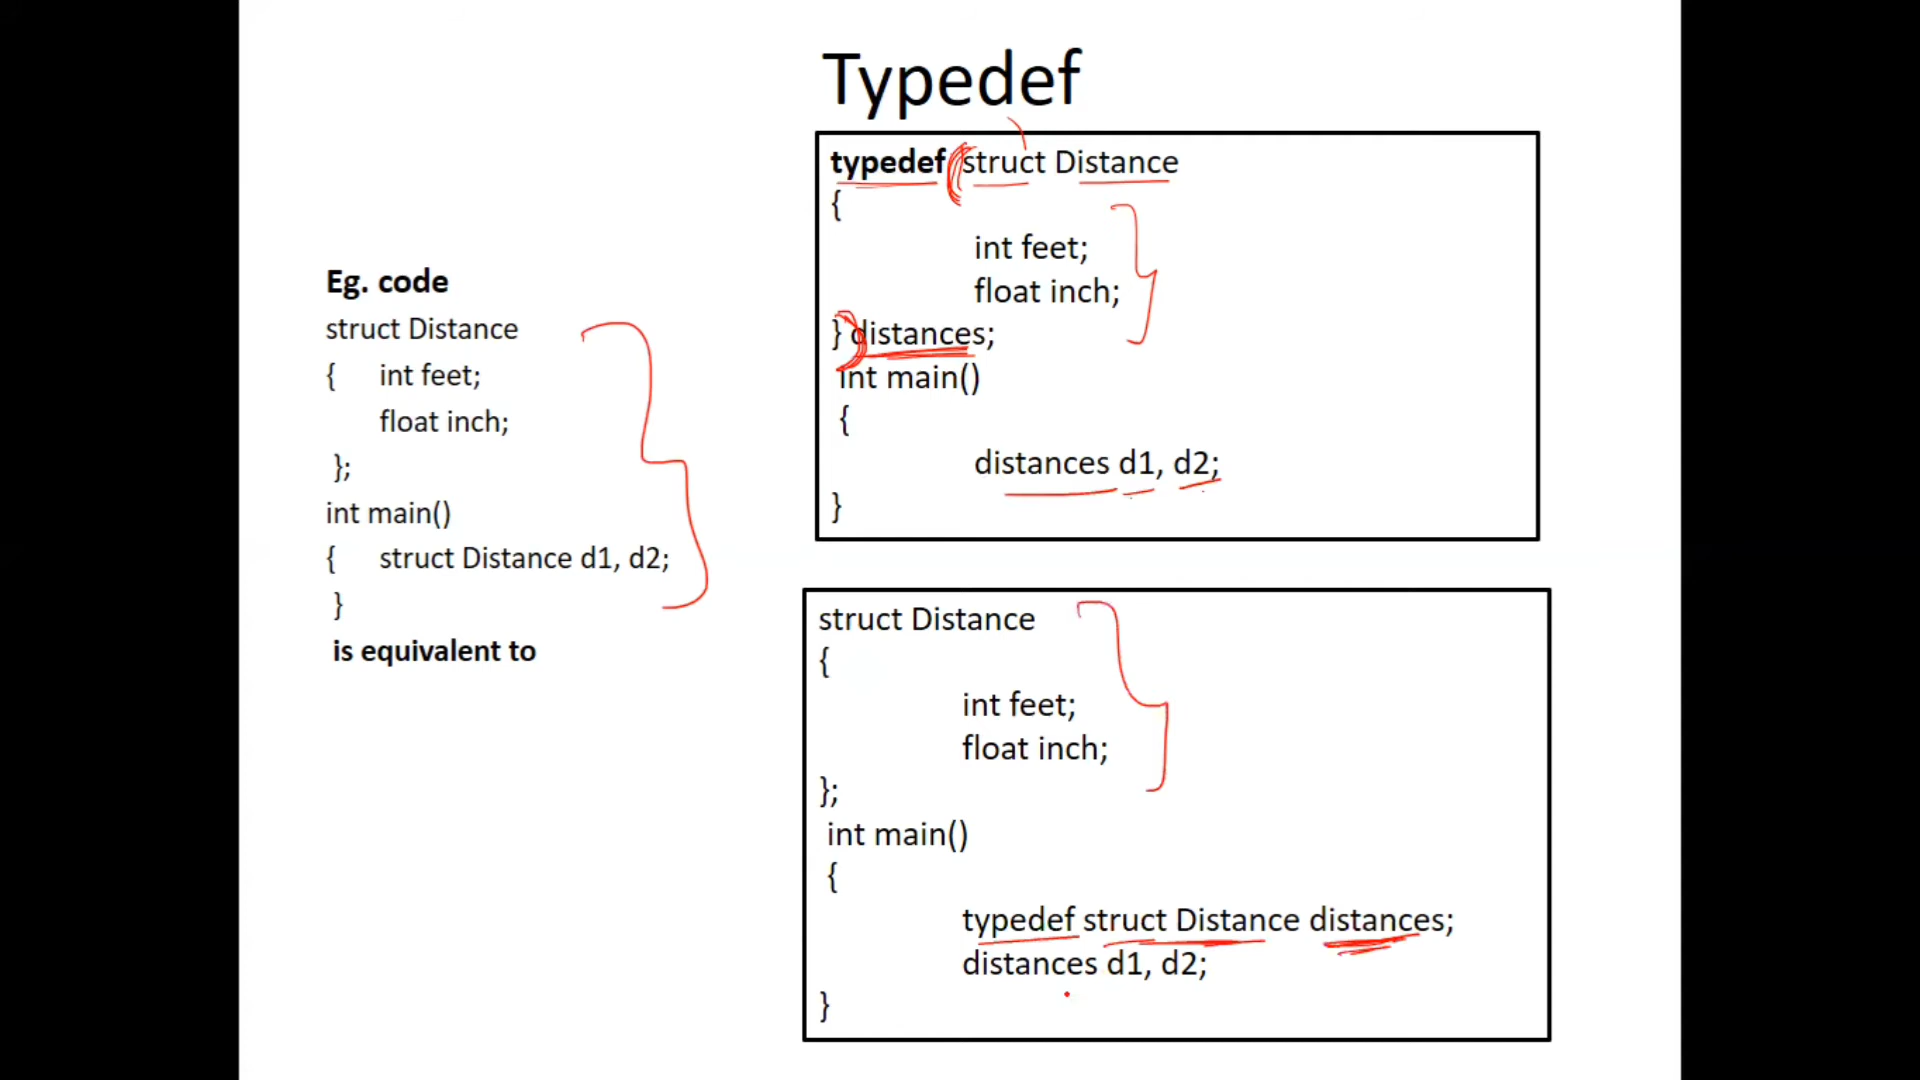 Typedef
Eg. code
struct Distance
{ int feet;
float inch;
};
int main()
{ struct Distance d1, d2;
}
is equivalent to
typedef struct Distance
{
int feet;
float inch;
} distances;
int main()
{
distances d1, d2;
}
struct Distance
{
int feet;
float inch;
};
int main()
{
typedef struct Distance distances;
distances d1, d2;
}